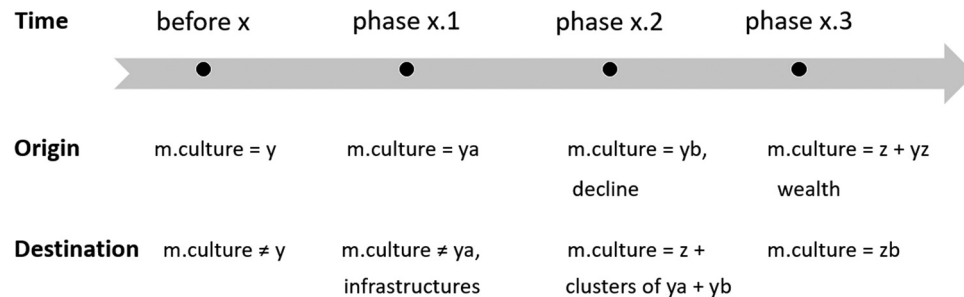 Time before x phase x.1 phase x.2 phase x.3
Origin m.culture = y m.culture = ya m.culture = yb, m.culture = z + yz
decline wealth
Destination m.culture ≠ y m.culture ≠ ya, m.culture = z + m.culture = zb
infrastructures clusters of ya + yb